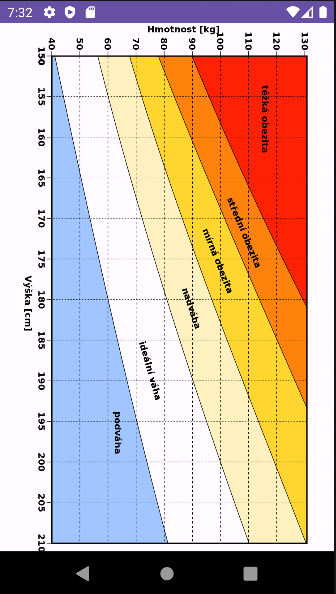 7:32
Hmotnost [kg]
40 50 60 70 80 90 100 110 120 130
150
155
160
165
170
175
180
185
190
195
200
205
210
Výška [cm]
těžká obezita
střední obezita
mírná obezita
nadváha
ideální váha
podváha